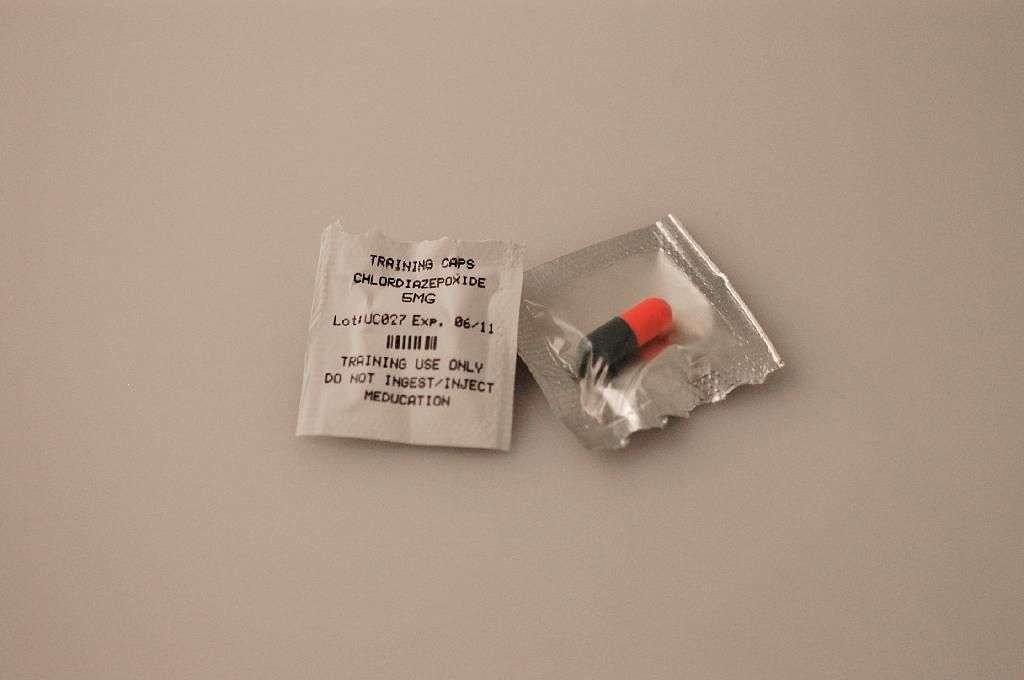 TRAINING CAPS
CHLORDIAZEPOXIDE
5MG
Lot:UC027 Exp. 06/11
TRAINING USE ONLY
DO NOT INGEST/INJECT
MEDUCATION